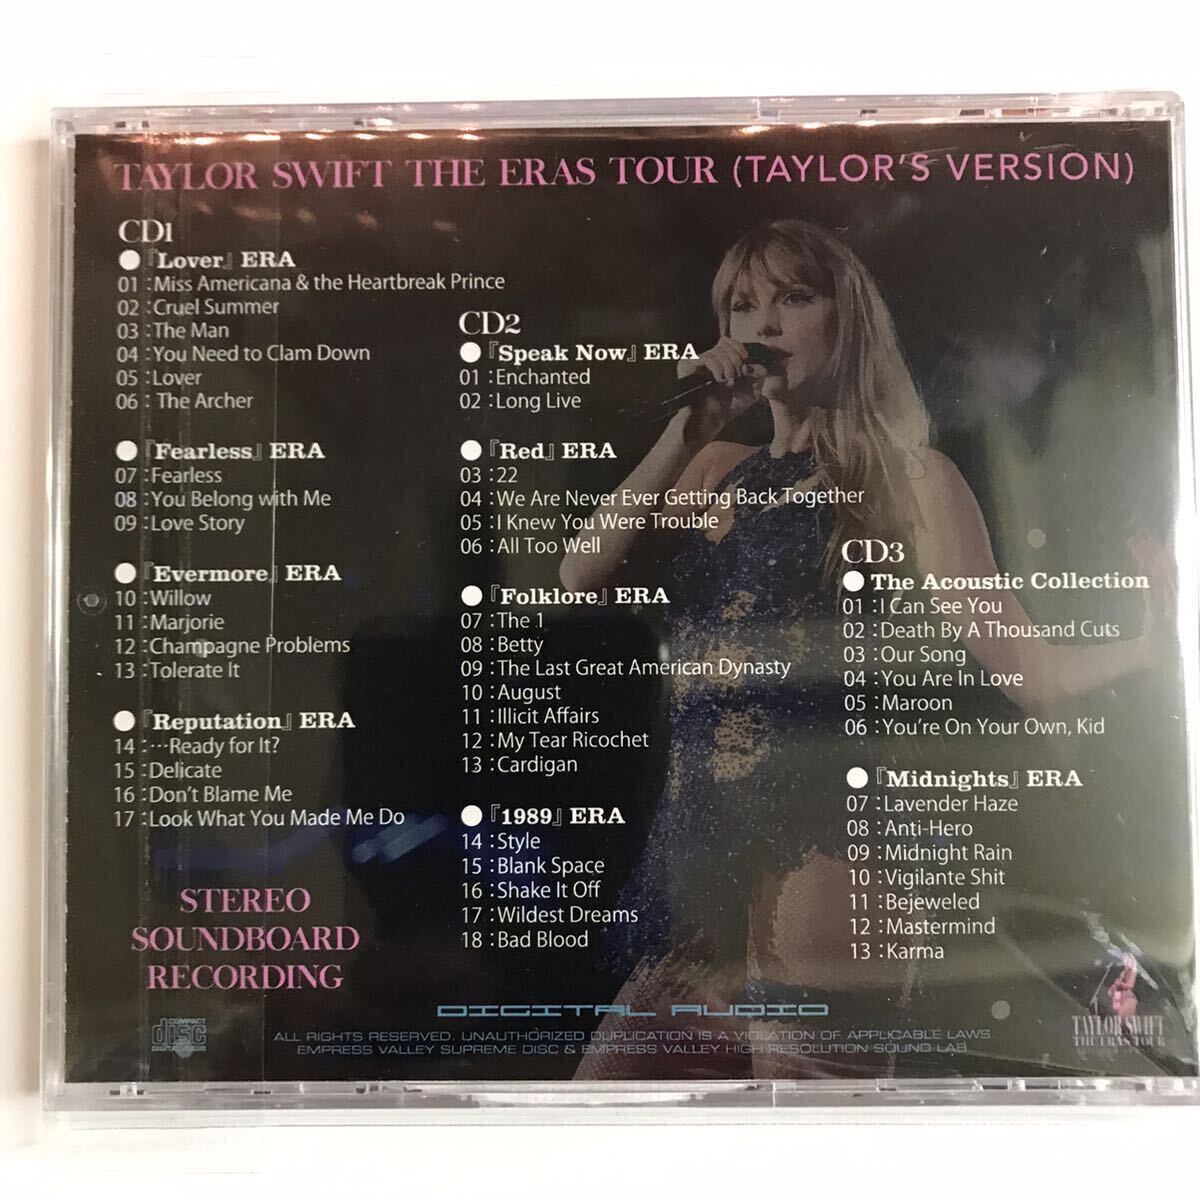 TAYLOR SWIFT THE ERAS TOUR (TAYLOR'S VERSION)
CD1
●『Lover』ERA
01 :Miss Americana & the Heartbreak Prince
02 :Cruel Summer
03 :The Man
04 :You Need to Clam Down
05 :Lover
06 :The Archer
●『Fearless』ERA
07 :Fearless
08 :You Belong with Me
09 :Love Story
●『Evermore』ERA
10 :Willow
11 :Marjorie
12 :Champagne Problems
13 :Tolerate It
●『Reputation』ERA
14 :…Ready for It?
15 :Delicate
16 :Don't Blame Me
17 :Look What You Made Me Do
STEREO
SOUNDBOARD
RECORDING
CD2
●『Speak Now』ERA
01 :Enchanted
02 :Long Live
●『Red』ERA
03 :22
04 :We Are Never Ever Getting Back Together
05 :I Knew You Were Trouble
06 :All Too Well
●『Folklore』ERA
07 :The 1
08 :Betty
09 :The Last Great American Dynasty
10 :August
11 :Illicit Affairs
12 :My Tear Ricochet
13 :Cardigan
●『1989』ERA
14 :Style
15 :Blank Space
16 :Shake It Off
17 :Wildest Dreams
18 :Bad Blood
CD3
●The Acoustic Collection
01 :I Can See You
02 :Death By A Thousand Cuts
03 :Our Song
04 :You Are In Love
05 :Maroon
06 :You're On Your Own, Kid
●『Midnights』ERA
07 :Lavender Haze
08 :Anti-Hero
09 :Midnight Rain
10 :Vigilante Shit
11 :Bejeweled
12 :Mastermind
13 :Karma
COMPACT
disc
DIGITAL AUDIO
DIGITAL AUDIO
ALL RIGHTS RESERVED. UNAUTHORIZED DUPLICATION IS A VIOLATION OF APPLICABLE LAWS
EMPRESS VALLEY SUPREME DISC & EMPRESS VALLEY HIGH RESOLUTION SOUND LAB
TAYLOR SWIFT
THE ERAS TOUR